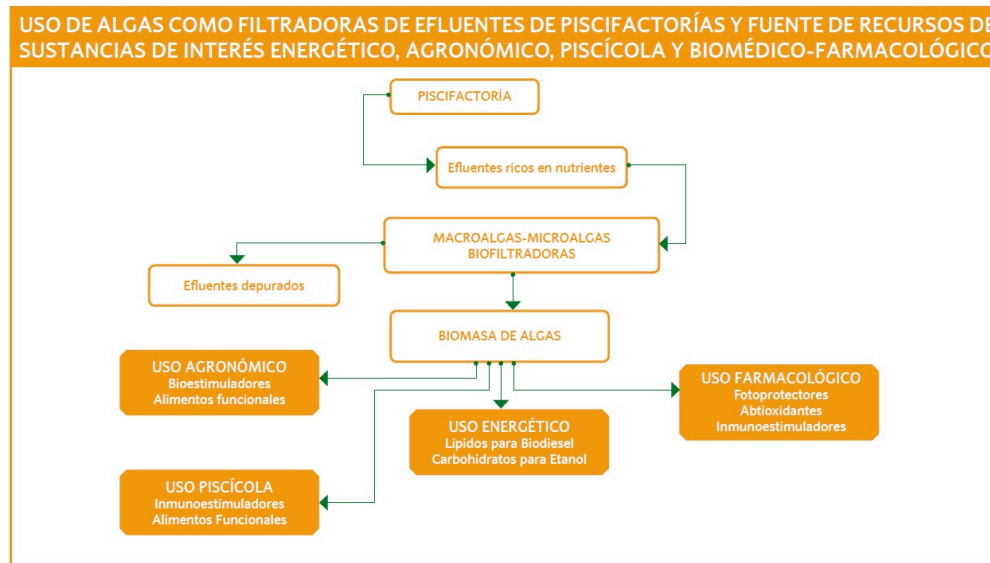 USO DE ALGAS COMO FILTRADORAS DE EFLUENTES DE PISCIFACTORÍAS Y FUENTE DE RECURSOS DE
SUSTANCIAS DE INTERÉS ENERGÉTICO, AGRONÓMICO, PISCÍCOLA Y BIOMÉDICO-FARMACOLÓGICO
PISCIFACTORÍA
Efluentes ricos en nutrientes
MACROALGAS-MICROALGAS
BIOFILTRADORAS
Efluentes depurados
BIOMASA DE ALGAS
USO AGRONÓMICO
Bioestimuladores
Alimentos funcionales
USO FARMACOLÓGICO
Fotoprotectores
Abtioxidantes
Inmunoestimuladores
USO ENERGÉTICO
Lípidos para Biodiesel
Carbohidratos para Etanol
USO PISCÍCOLA
Inmunoestimuladores
Alimentos Funcionales